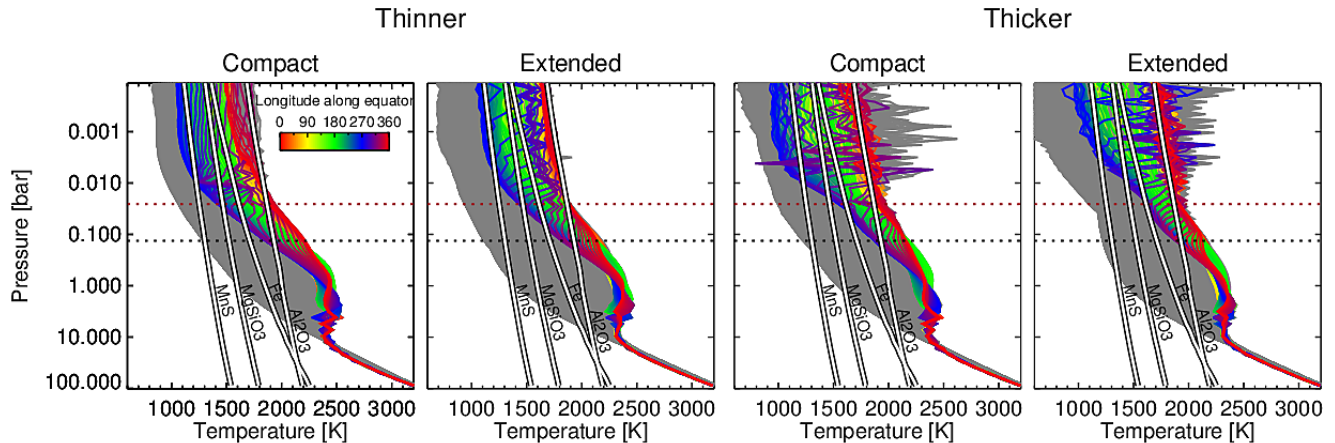 Thinner Thicker
Compact Extended Compact Extended
Longitude along equator
0 90 180 270 360
Pressure [bar]
0.001
0.010
0.100
1.000
10.000
100.000
MnS MgSiO3 Fe Al2O3
MnS MgSiO3 Fe Al2O3
MnS MgSiO3 Fe Al2O3
MnS MgSiO3 Fe Al2O3
1000 1500 2000 2500 3000 1000 1500 2000 2500 3000 1000 1500 2000 2500 3000 1000 1500 2000 2500 3000
Temperature [K] Temperature [K] Temperature [K] Temperature [K]